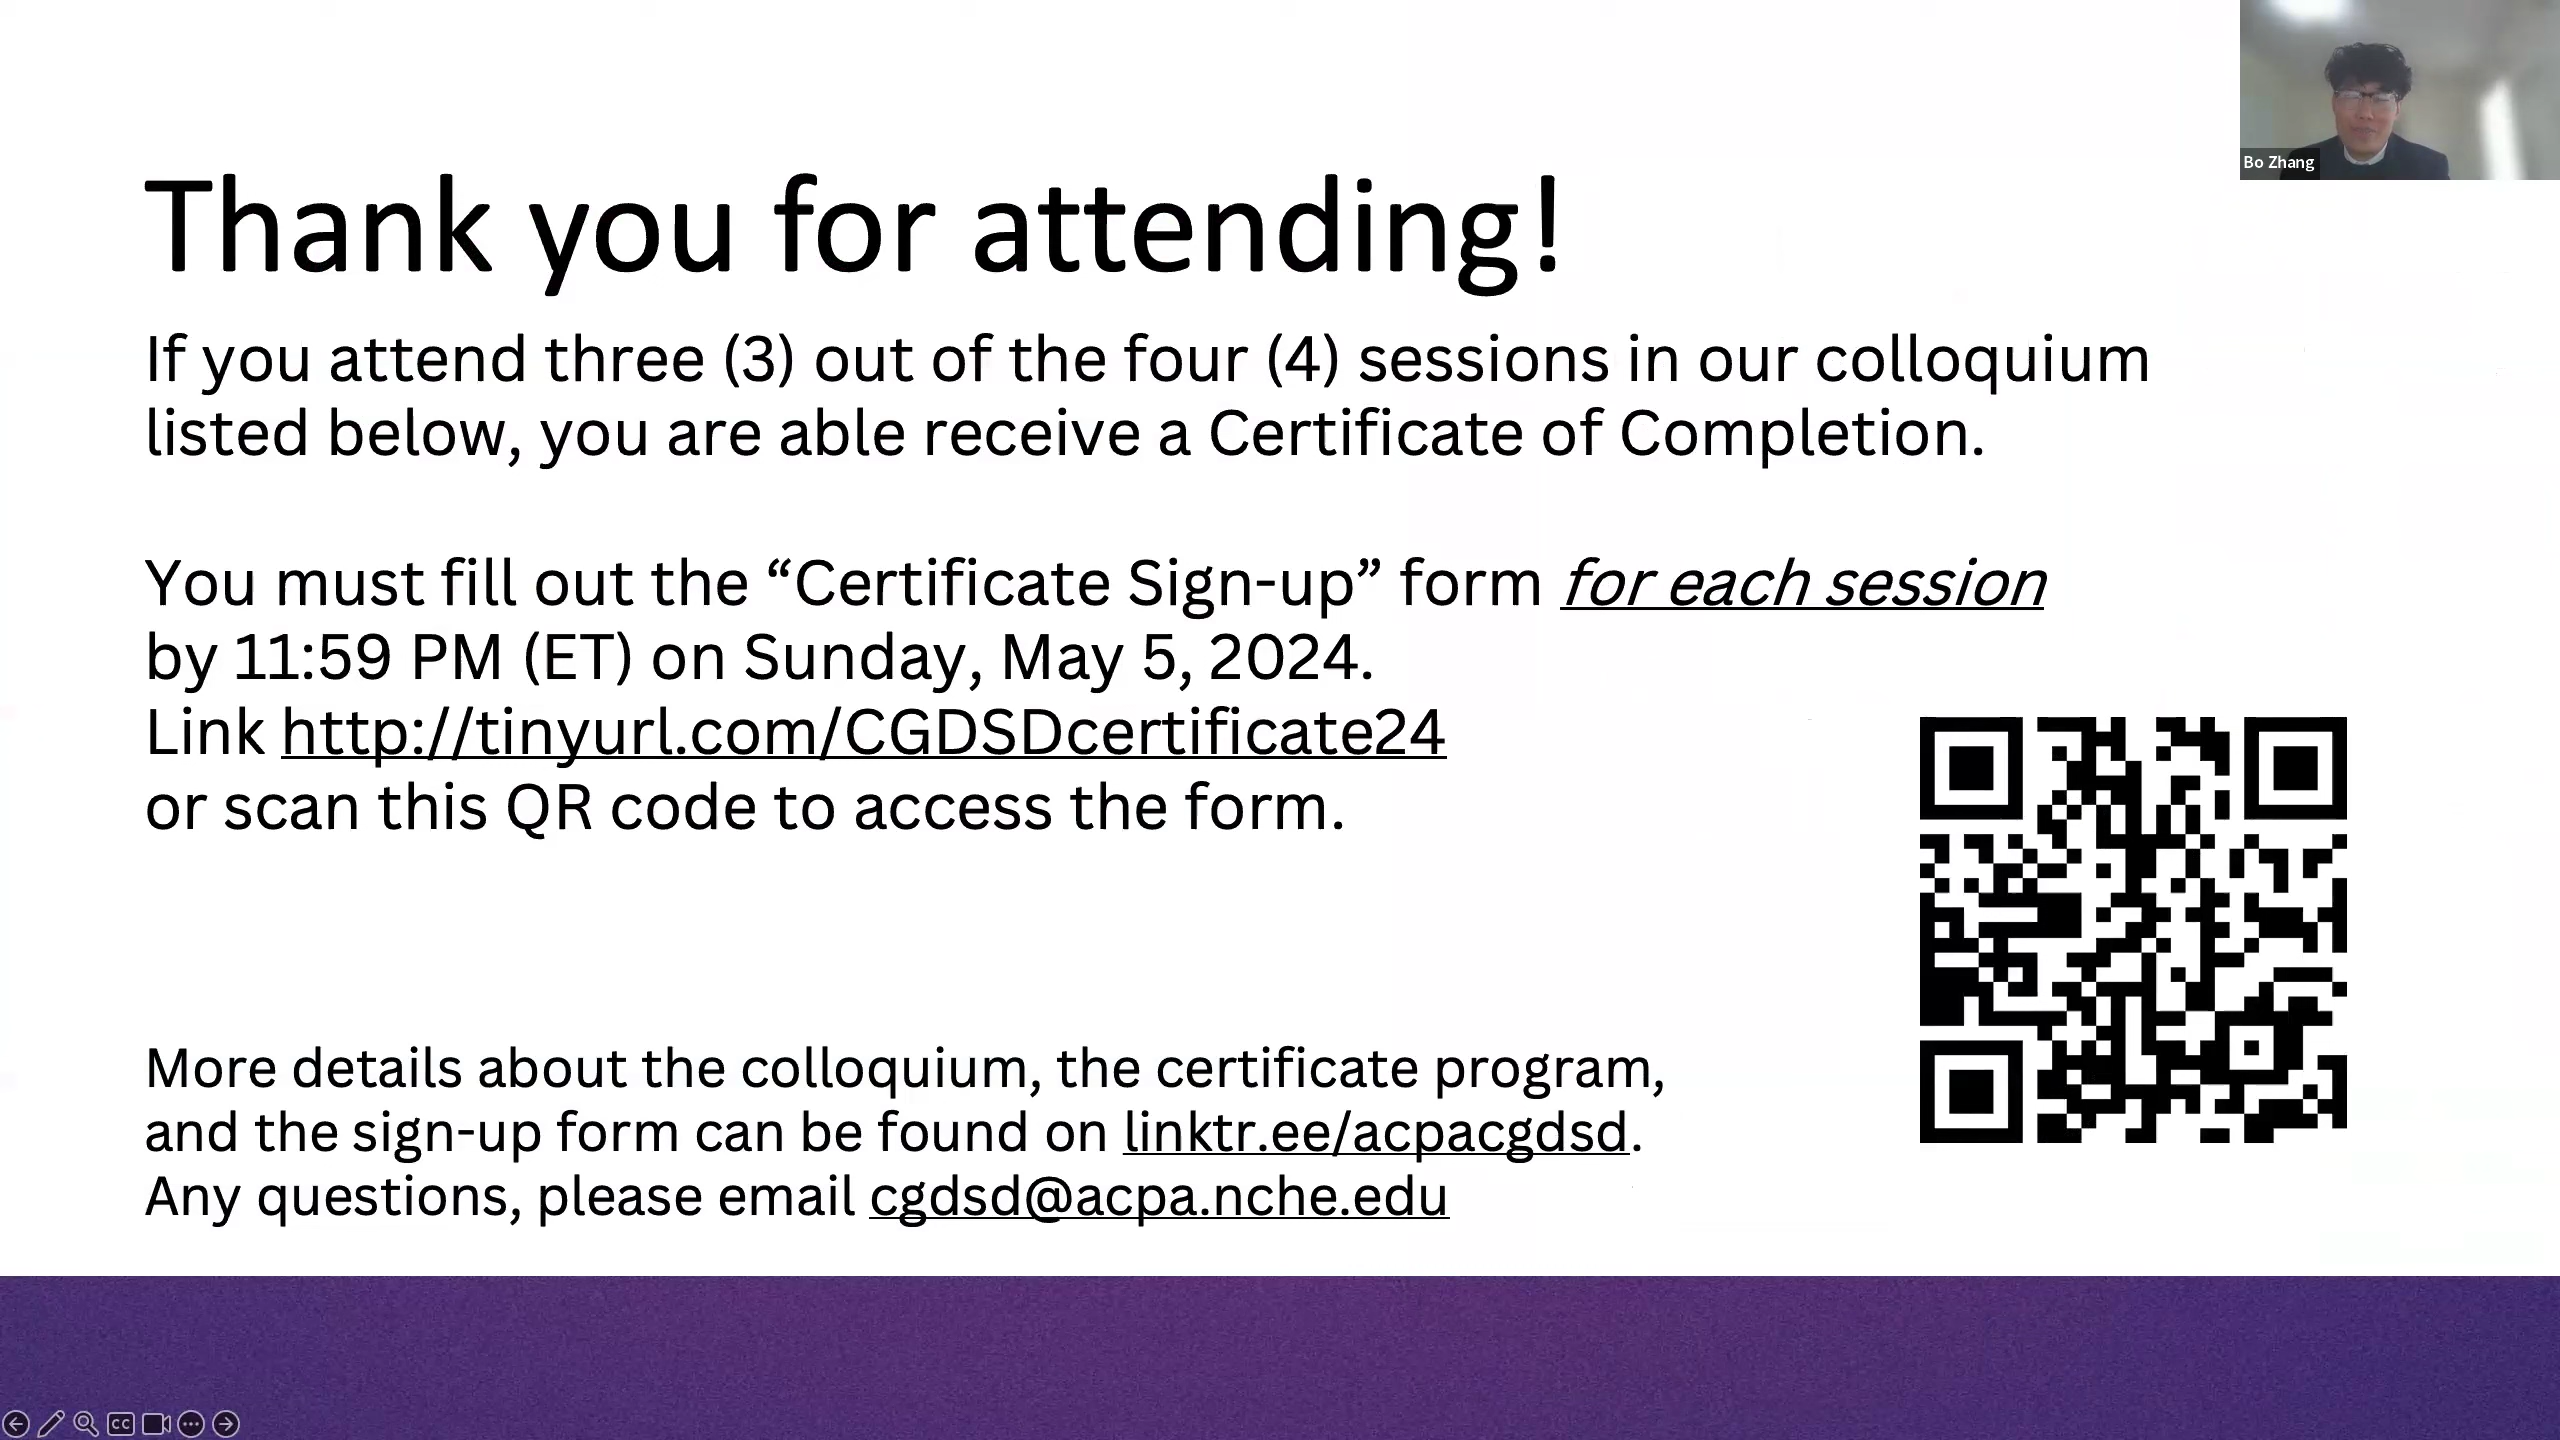 Bo Zhang
Thank you for attending!
If you attend three (3) out of the four (4) sessions in our colloquium
listed below, you are able receive a Certificate of Completion.
You must fill out the “Certificate Sign-up” form for each session
by 11:59 PM (ET) on Sunday, May 5, 2024.
Link http://tinyurl.com/CGDSDcertificate24
or scan this QR code to access the form.
More details about the colloquium, the certificate program,
and the sign-up form can be found on linktr.ee/acpacgdsd.
Any questions, please email cgdsd@acpa.nche.edu
CC